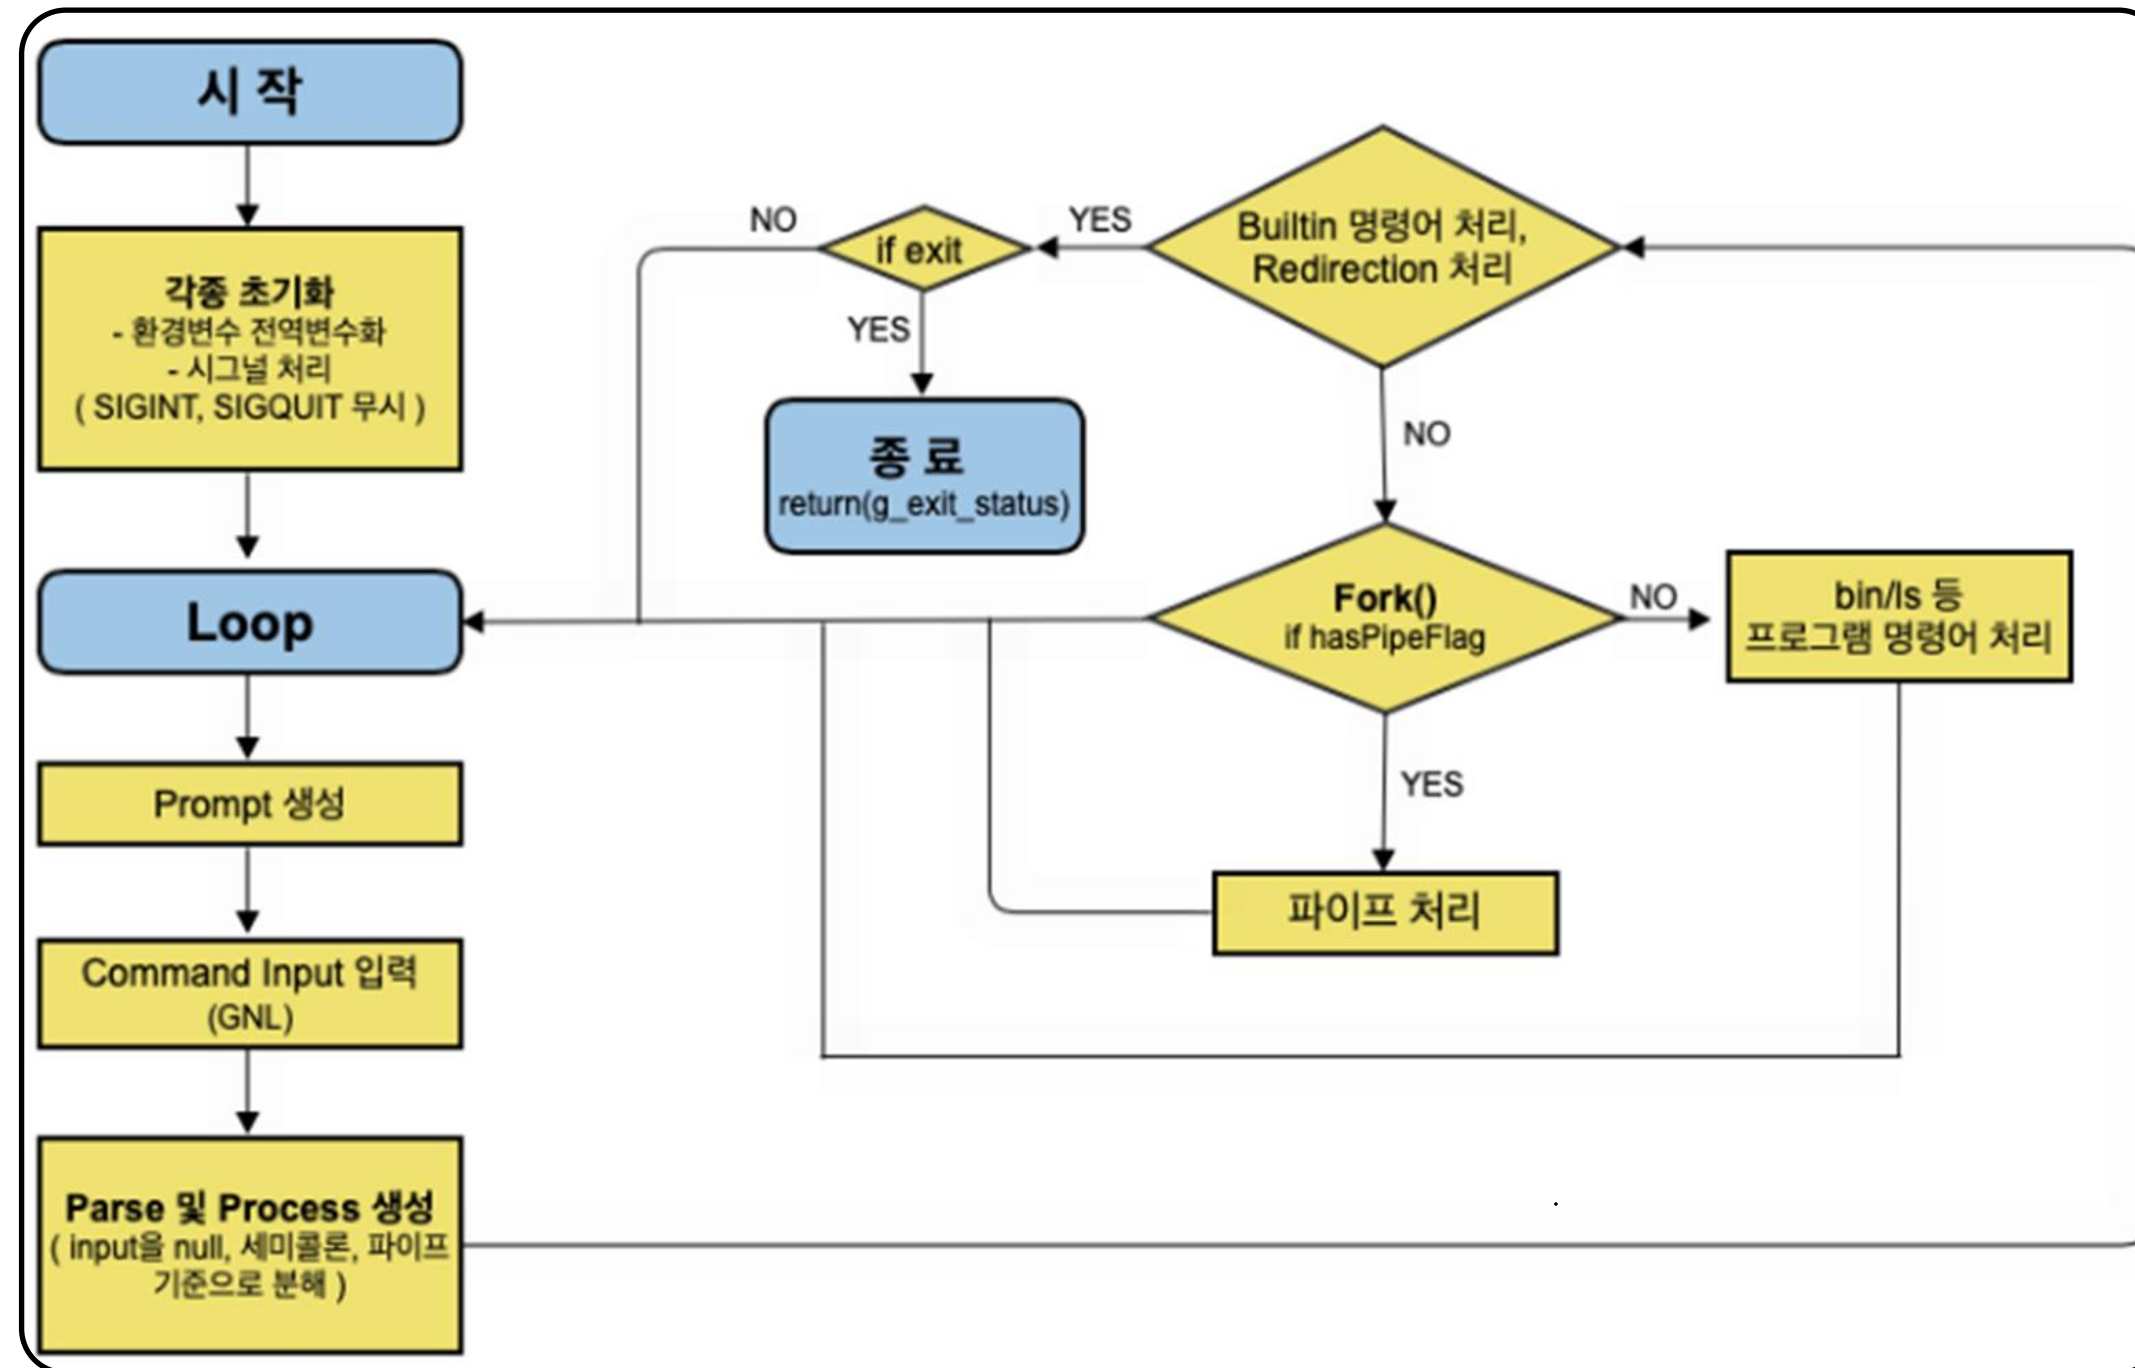 시 작
각종 초기화
- 환경변수 전역변수화
- 시그널 처리
( SIGINT, SIGQUIT 무시 )
Loop
Prompt 생성
Command Input 입력
(GNL)
Parse 및 Process 생성
( input을 null, 세미콜론, 파이프
기준으로 분해 )
Builtin 명령어 처리,
Redirection 처리
YES
if exit
NO
YES
종 료
return(g_exit_status)
NO
Fork()
if hasPipeFlag
NO
bin/ls 등
프로그램 명령어 처리
YES
파이프 처리